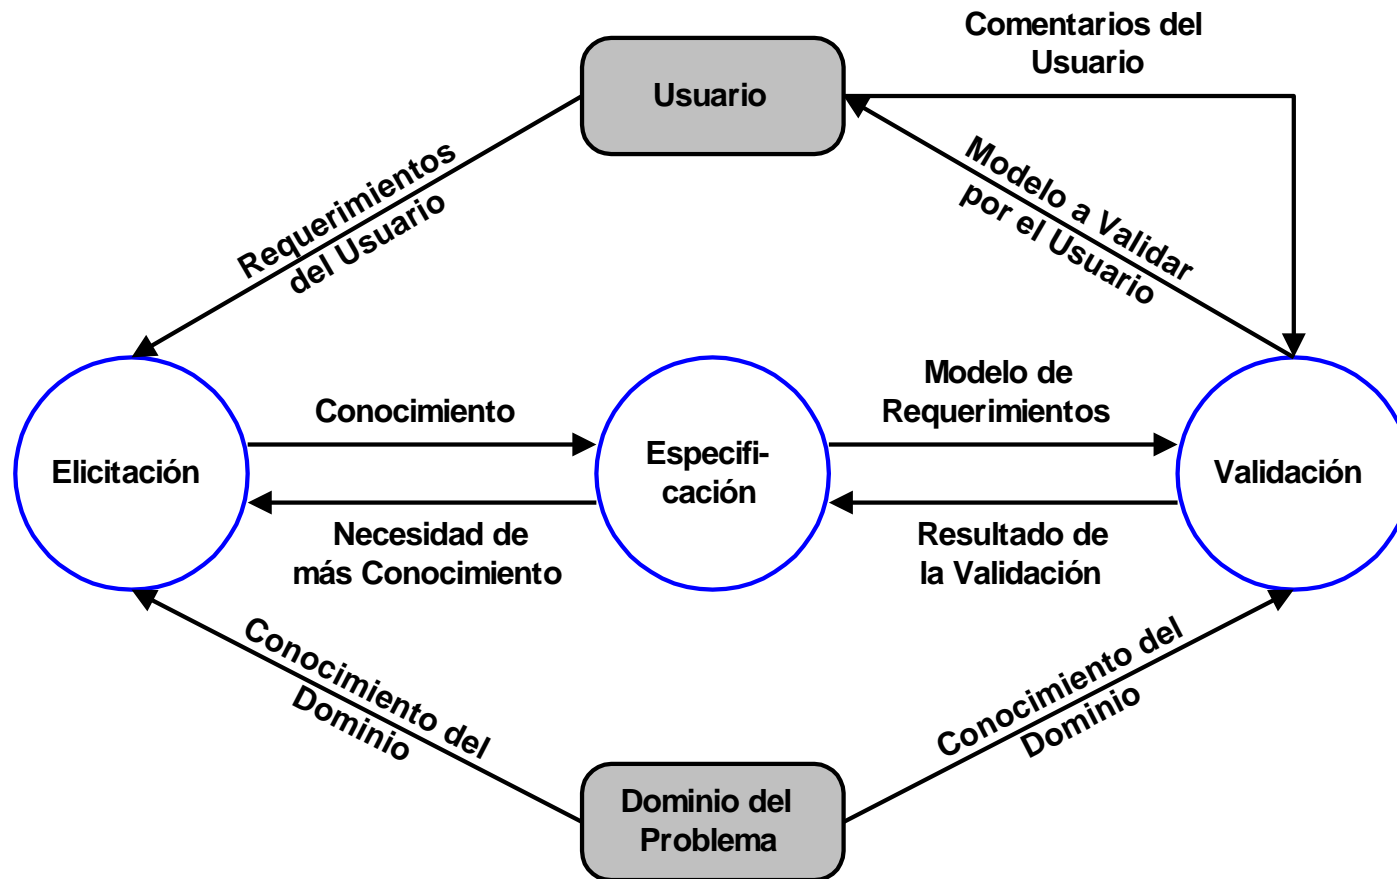 Comentarios del
Usuario
Usuario
Requerimientos
del Usuario
Modelo a Validar
por el Usuario
Conocimiento
Modelo de
Requerimientos
Elicitación
Especifi-
cación
Validación
Necesidad de
más Conocimiento
Resultado de
la Validación
Conocimiento del
Dominio
Conocimiento del
Dominio
Dominio del
Problema